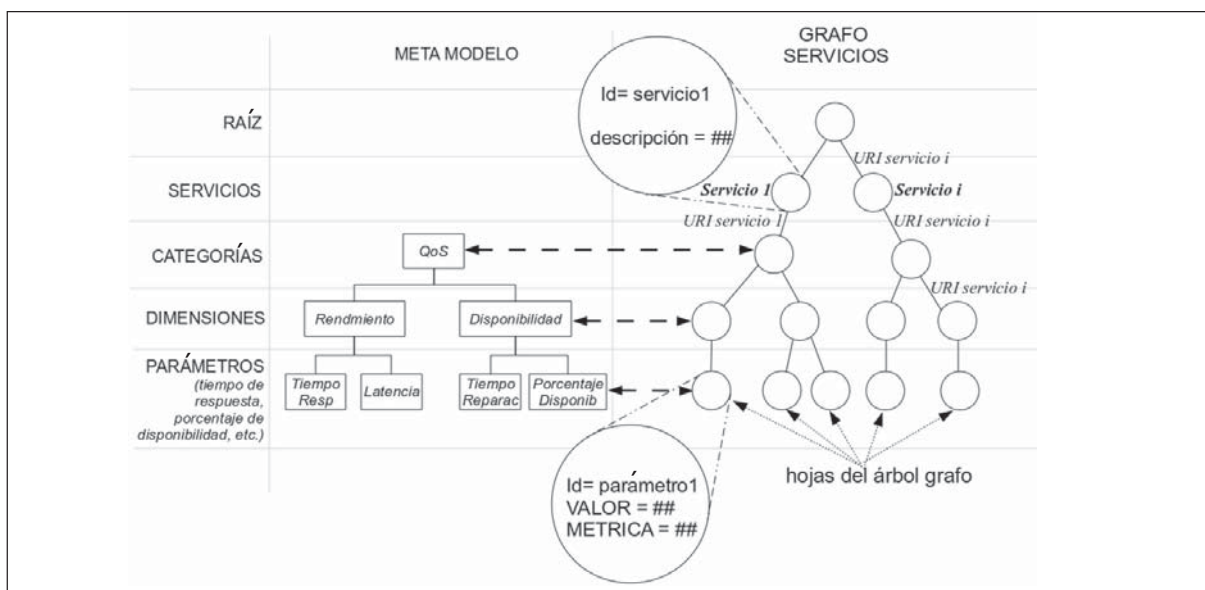 META MODELO
GRAFO
SERVICIOS
RAÍZ
Id= servicio1
descripción = ##
URI servicio i
SERVICIOS
Servicio 1
Servicio i
URI servicio 1
URI servicio i
CATEGORÍAS
QoS
URI servicio i
DIMENSIONES
Rendmiento
Disponibilidad
PARÁMETROS
(tiempo de
respuesta,
porcentaje de
disponibilidad, etc.)
Tiempo
Resp
Latencia
Tiempo
Reparac
Porcentaje
Disponib
hojas del árbol grafo
Id= parámetro1
VALOR = ##
METRICA = ##